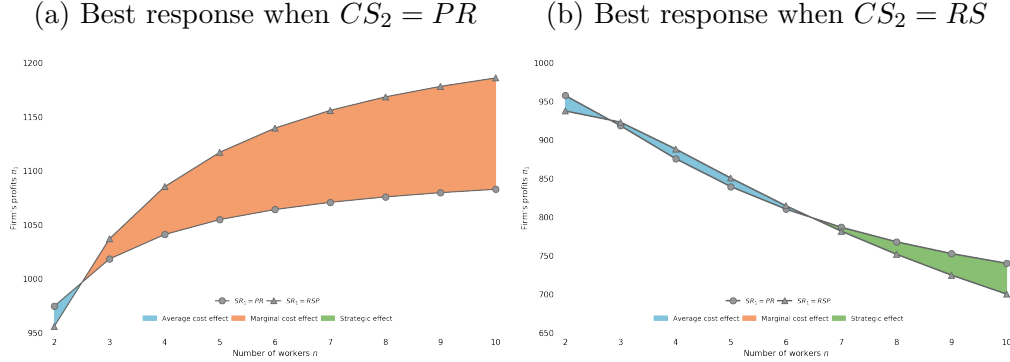 (a) Best response when CS₂ = PR
1200
1150
1100
1050
1000
950
Firm's profits π₁
2 3 4 5 6 7 8 9 10
Number of workers n
SR₁ = PR SR₁ = RSP
Average cost effect Marginal cost effect Strategic effect
(b) Best response when CS₂ = RS
1000
950
900
850
800
750
700
650
Firm's profits π₁
2 3 4 5 6 7 8 9 10
Number of workers n
SR₁ = PR SR₁ = RSP
Average cost effect Marginal cost effect Strategic effect